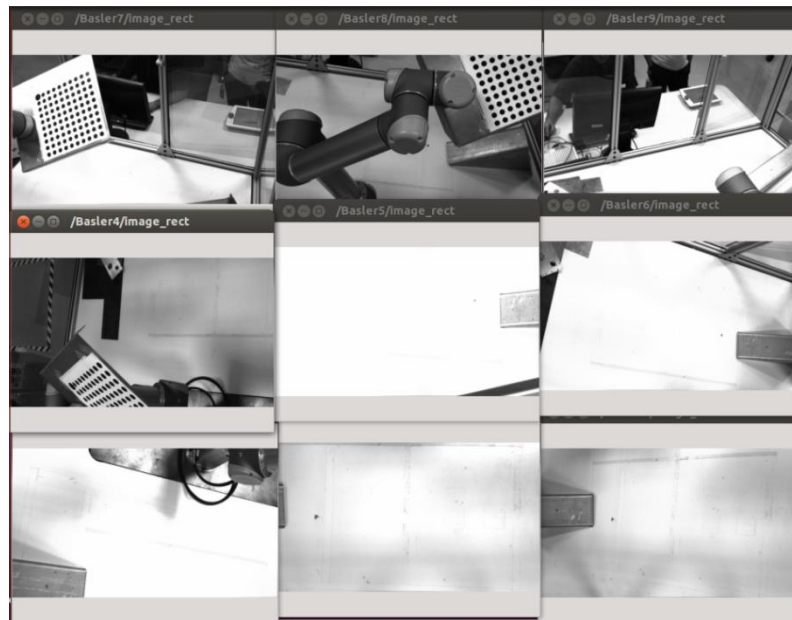 /Basler7/image_rect
/Basler8/image_rect
/Basler9/image_rect
/Basler4/image_rect
/Basler5/image_rect
/Basler6/image_rect